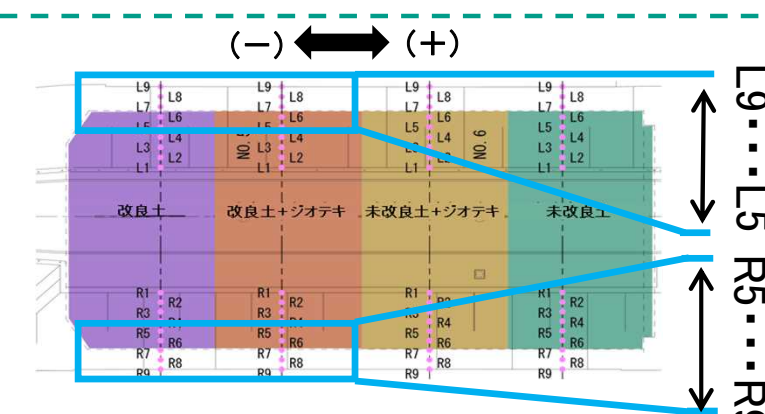 (−) (+)
L9 L9 L9 L9
L8 L8 L8 L8
L7 L7 L7 L7
L6 L6 L6 L6
L5 L5 L5 L5
L4 L4 L4 L4
L3 L3 L3 L3
L2 L2 L2 L2
L1 L1 L1 L1
NO.6
改良土 改良土+ジオテキ 未改良土+ジオテキ 未改良土
R1 R1 R1 R1
R2 R2 R2 R2
R3 R3 R3 R3
R4 R4 R4 R4
R5 R5 R5 R5
R6 R6 R6 R6
R7 R7 R7 R7
R8 R8 R8 R8
R9 R9 R9 R9
L9・・・L5
R5・・・R9